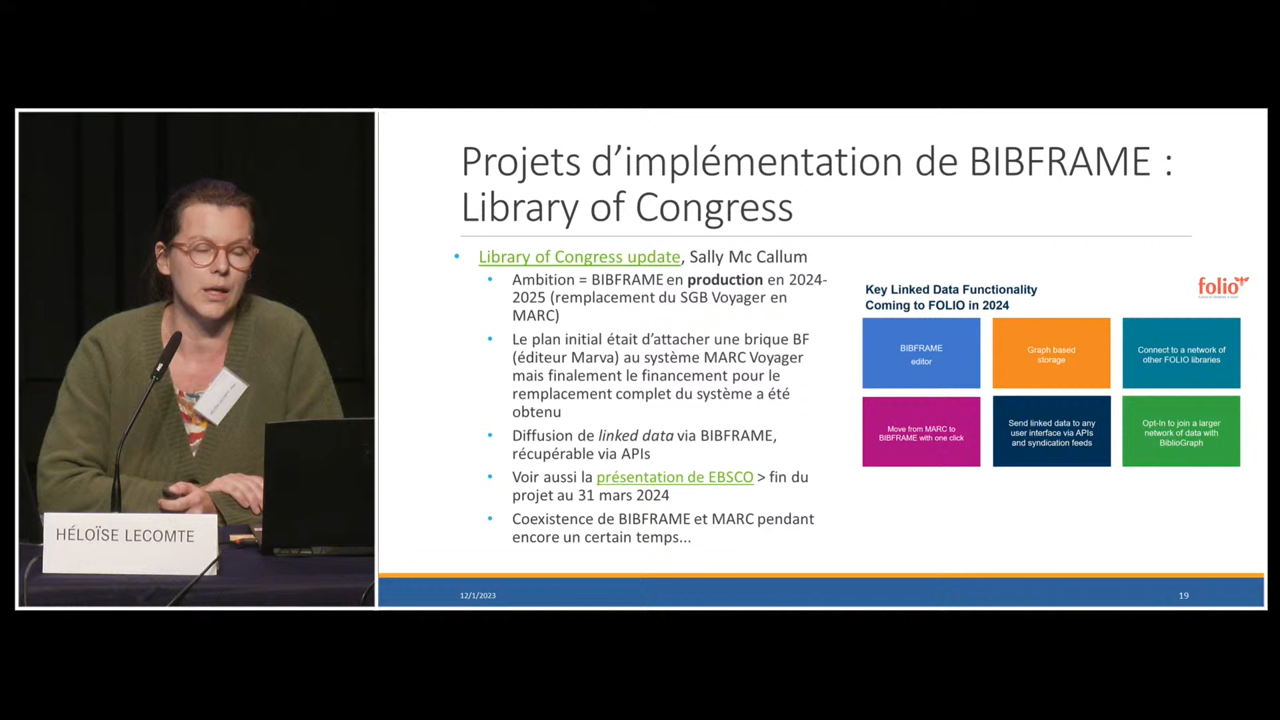 Projets d’implémentation de BIBFRAME :
Library of Congress
• Library of Congress update, Sally Mc Callum
• Ambition = BIBFRAME en production en 2024-
2025 (remplacement du SGB Voyager en
MARC)
• Le plan initial était d’attacher une brique BF
(éditeur Marva) au système MARC Voyager
mais finalement le financement pour le
remplacement complet du système a été
obtenu
• Diffusion de linked data via BIBFRAME,
récupérable via APIs
• Voir aussi la présentation de EBSCO > fin du
projet au 31 mars 2024
• Coexistence de BIBFRAME et MARC pendant
encore un certain temps...
folio
Key Linked Data Functionality
Coming to FOLIO in 2024
BIBFRAME
editor
Graph based
storage
Connect to a network of
other FOLIO libraries
Move from MARC to
BIBFRAME with one click
Send linked data to any
user interface via APIs
and syndication feeds
Opt-In to join a larger
network of data with
BiblioGraph
12/1/2023
19
HÉLOÏSE LECOMTE